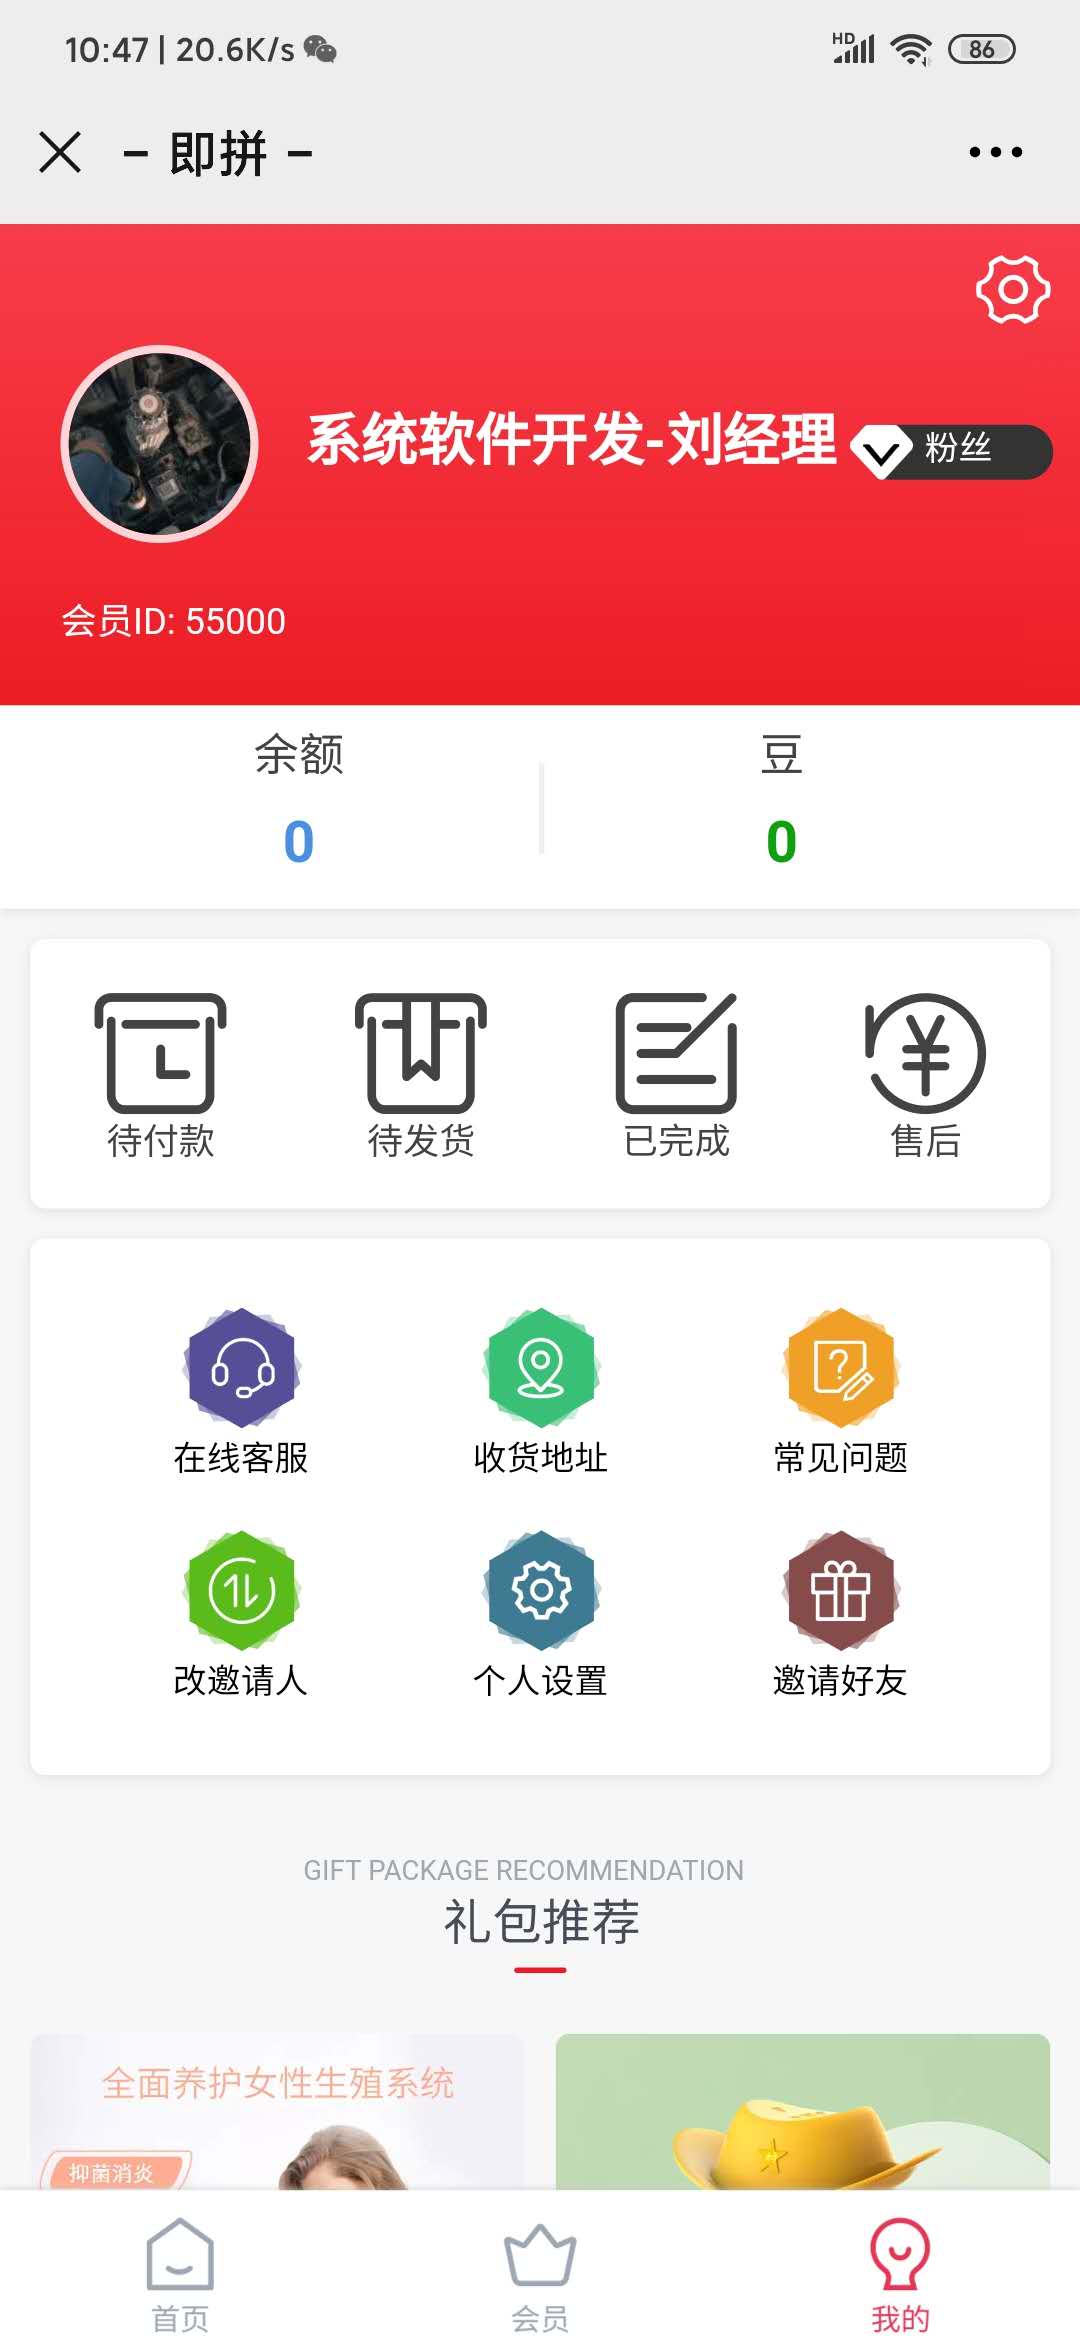 10:47 | 20.6K/s
HD
86
- 即拼 -
系统软件开发-刘经理
粉丝
会员ID: 55000
余额
豆
0
0
待付款
待发货
已完成
售后
在线客服
收货地址
常见问题
改邀请人
个人设置
邀请好友
GIFT PACKAGE RECOMMENDATION
礼包推荐
全面养护女性生殖系统
抑菌消炎
首页
会员
我的